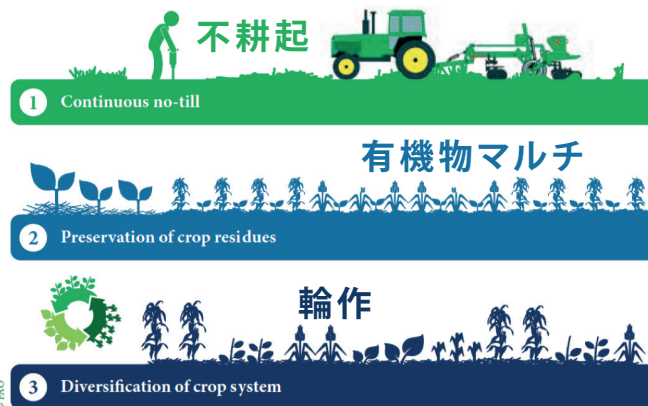 不耕起
1 Continuous no-till
有機物マルチ
2 Preservation of crop residues
輪作
3 Diversification of crop system